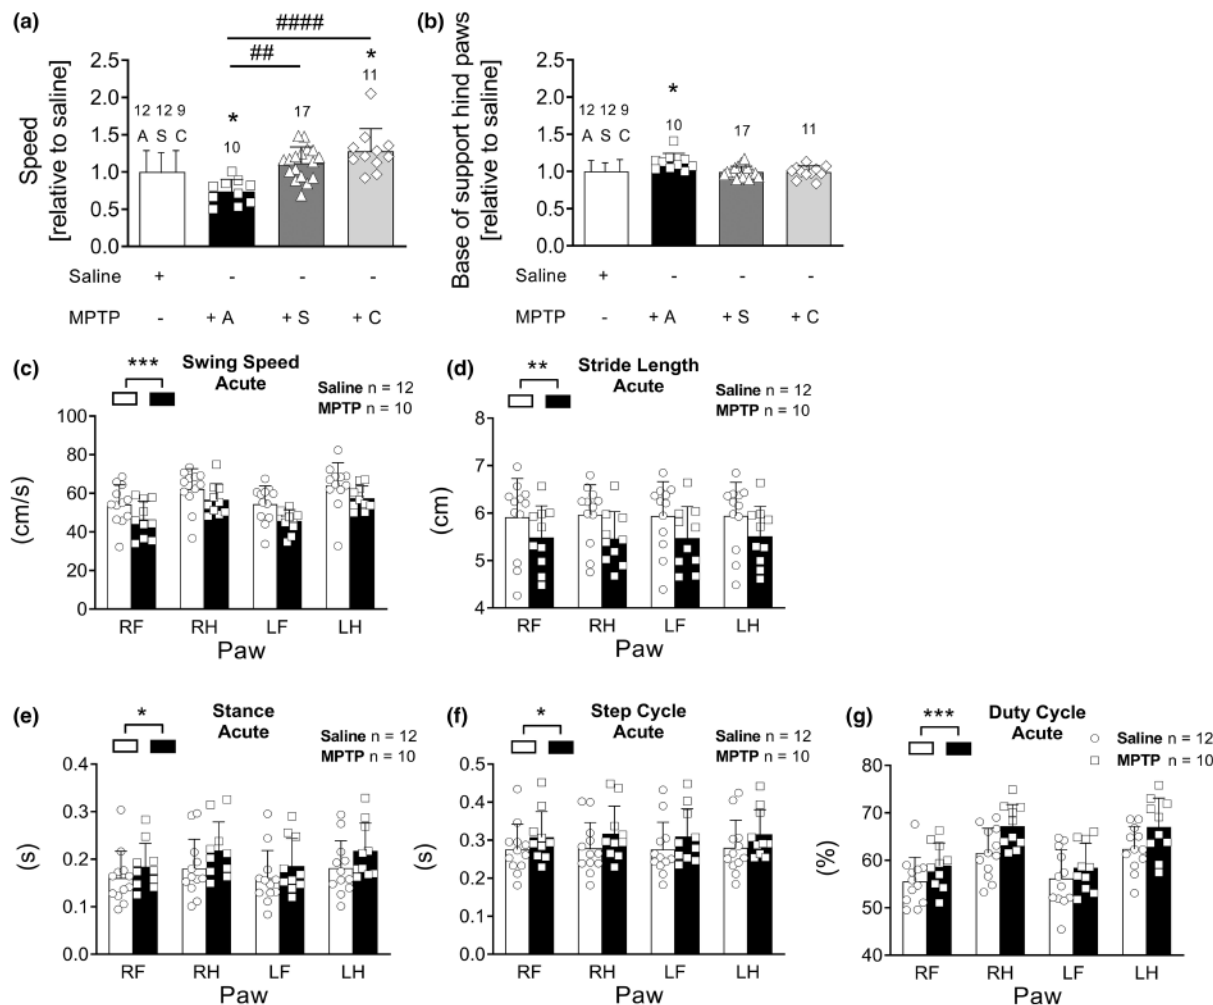 (a)
####
##
*
*
Speed
[relative to saline]
2.5
2.0
1.5
1.0
0.5
0.0
12 12 9
A S C
10
17
11
Saline + - - -
MPTP - + A + S + C
(b)
*
Base of support hind paws
[relative to saline]
2.5
2.0
1.5
1.0
0.5
0.0
12 12 9
A S C
10
17
11
Saline + - - -
MPTP - + A + S + C
(c)
***
Swing Speed
Acute
Saline n = 12
MPTP n = 10
(cm/s)
100
80
60
40
20
0
RF RH LF LH
Paw
(d)
**
Stride Length
Acute
Saline n = 12
MPTP n = 10
(cm)
8
7
6
5
4
RF RH LF LH
Paw
(e)
*
Stance
Acute
Saline n = 12
MPTP n = 10
(s)
0.4
0.3
0.2
0.1
0.0
RF RH LF LH
Paw
(f)
*
Step Cycle
Acute
Saline n = 12
MPTP n = 10
(s)
0.5
0.4
0.3
0.2
0.1
0.0
RF RH LF LH
Paw
(g)
***
Duty Cycle
Acute
Saline n = 12
MPTP n = 10
(%)
80
70
60
50
40
RF RH LF LH
Paw